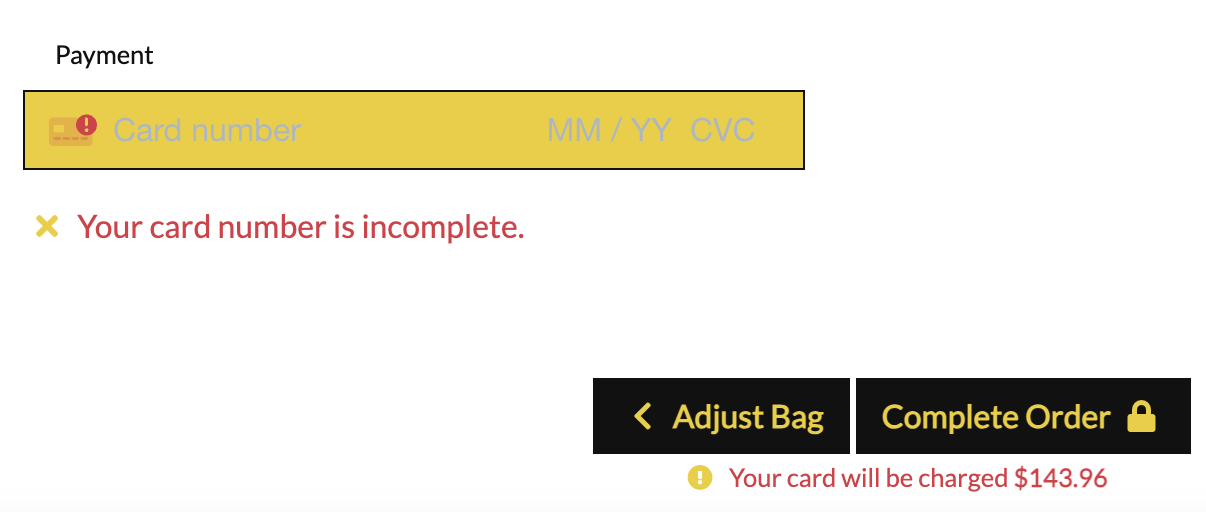 Payment
Card number MM / YY CVC
Your card number is incomplete.
Adjust Bag Complete Order
Your card will be charged $143.96